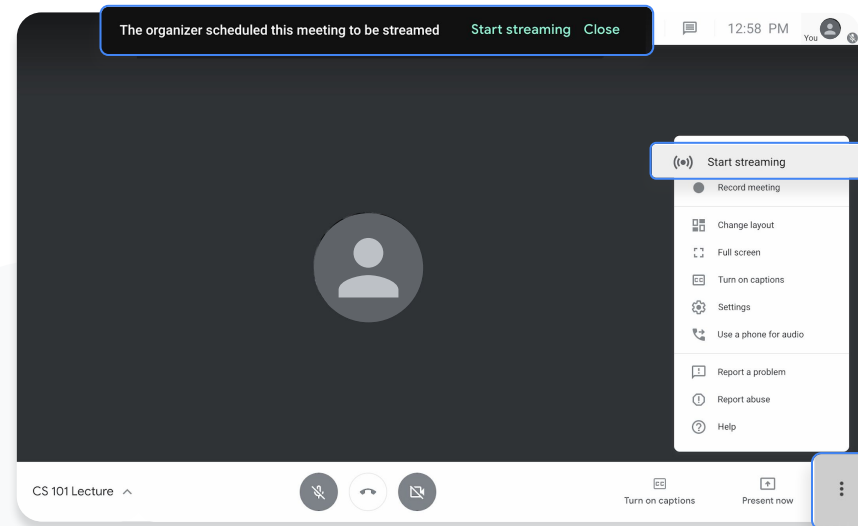 The organizer scheduled this meeting to be streamed Start streaming Close
12:58 PM
You
Start streaming
Record meeting
Change layout
Full screen
CC Turn on captions
Settings
Use a phone for audio
Report a problem
Report abuse
Help
CS 101 Lecture
CC
Turn on captions
Present now